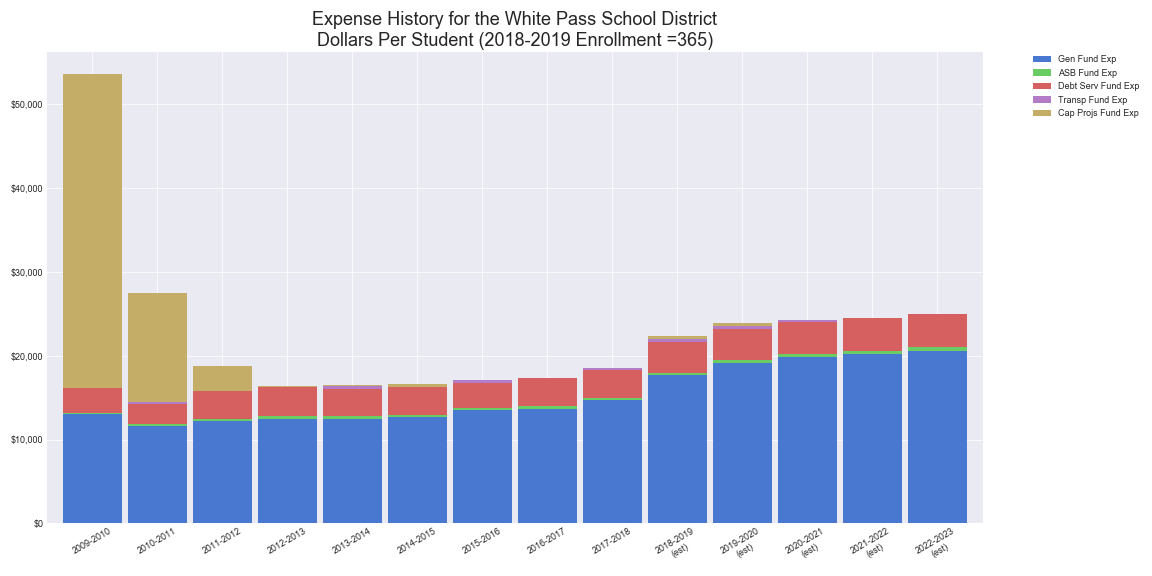 Expense History for the White Pass School District
Dollars Per Student (2018-2019 Enrollment =365)
Gen Fund Exp
ASB Fund Exp
Debt Serv Fund Exp
Transp Fund Exp
Cap Projs Fund Exp
$50,000
$40,000
$30,000
$20,000
$10,000
$0
2009-2010
2010-2011
2011-2012
2012-2013
2013-2014
2014-2015
2015-2016
2016-2017
2017-2018
2018-2019
(est)
2019-2020
(est)
2020-2021
(est)
2021-2022
(est)
2022-2023
(est)